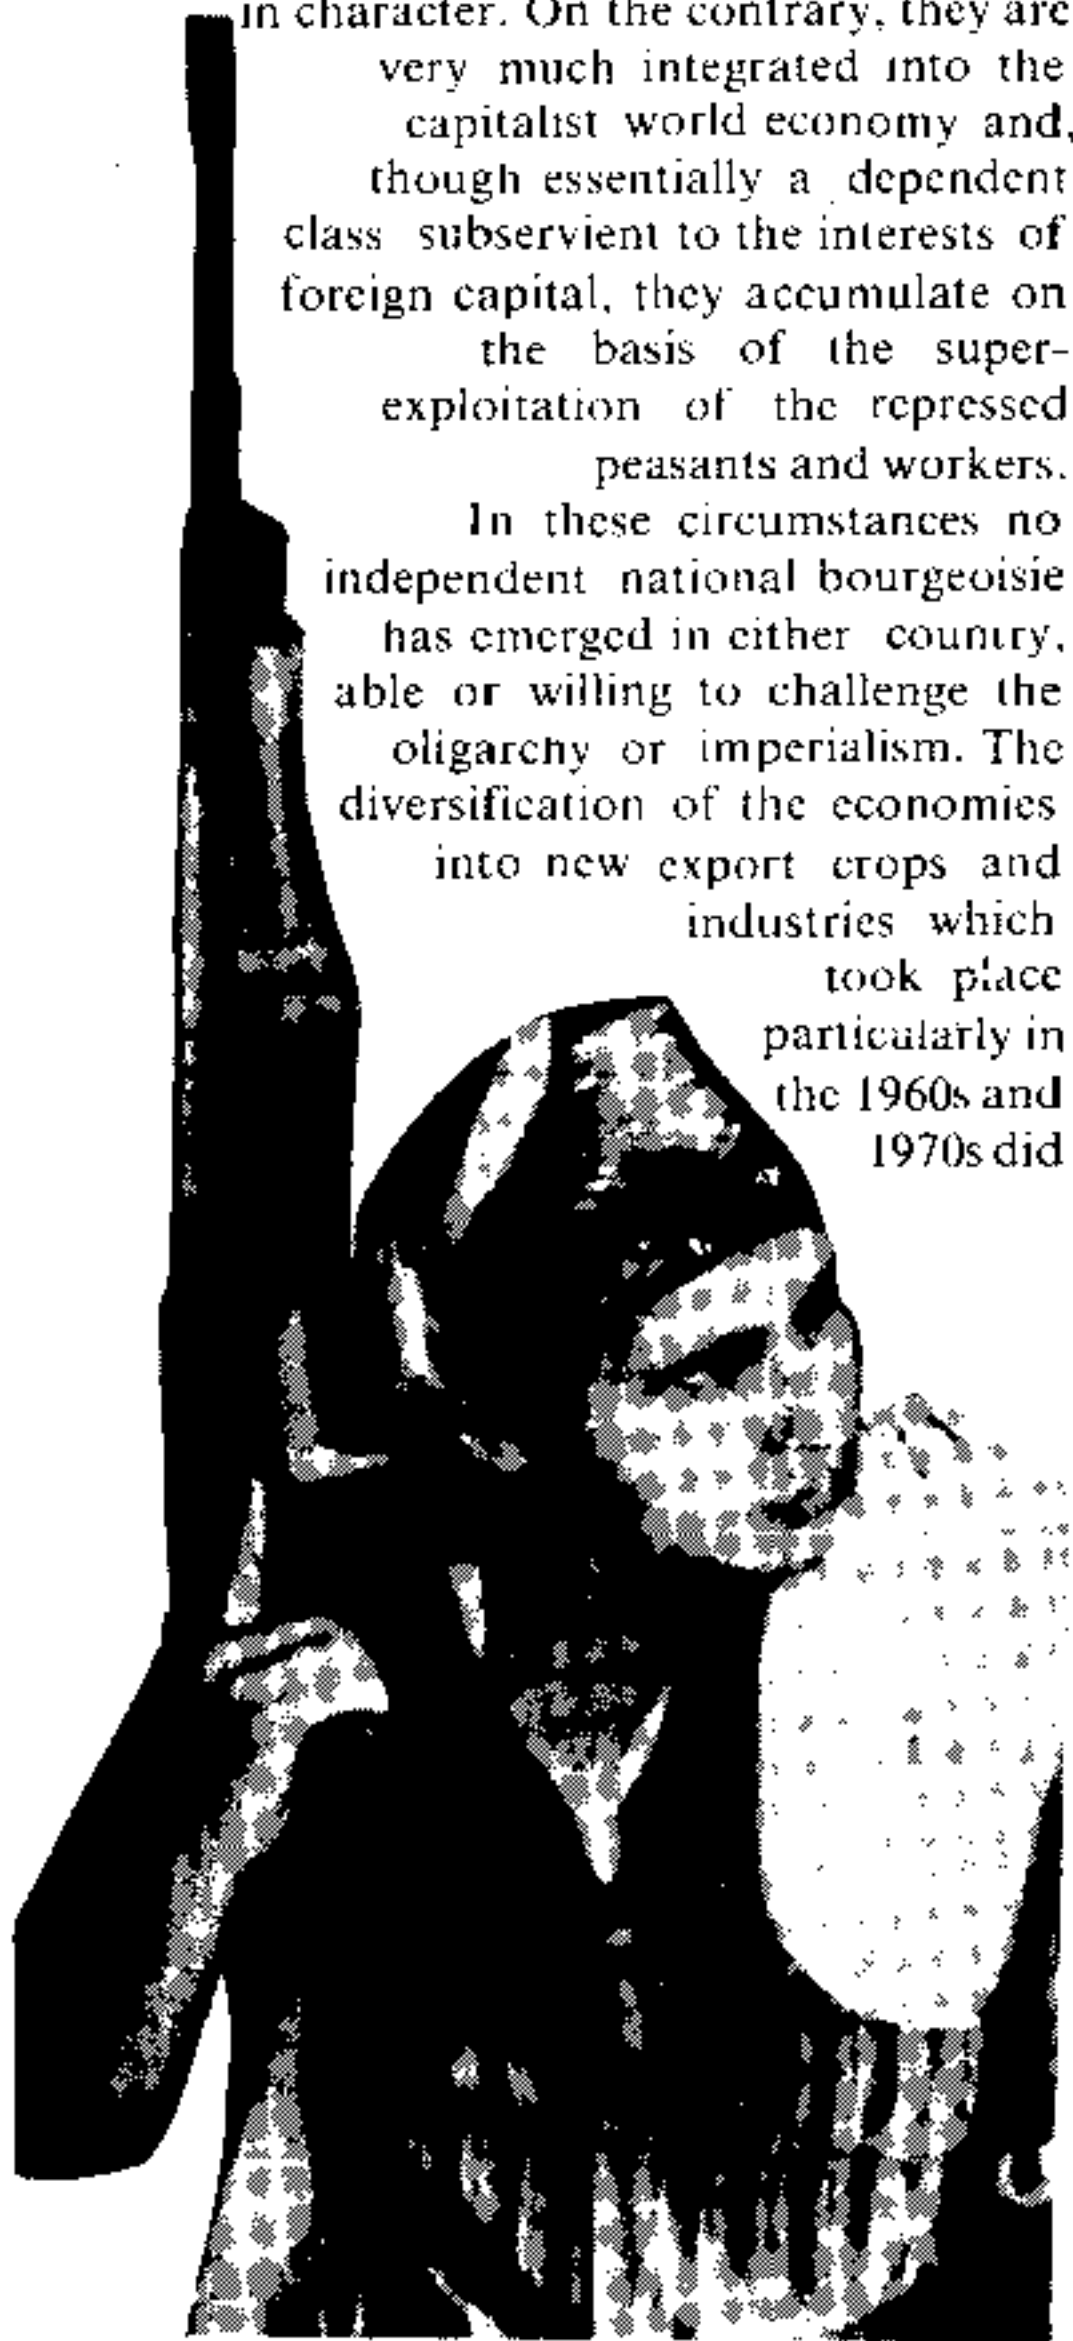 in character. On the contrary, they are
very much integrated into the
capitalist world economy and,
though essentially a dependent
class subservient to the interests of
foreign capital, they accumulate on
the basis of the super-
exploitation of the repressed
peasants and workers.
In these circumstances no
independent national bourgeoisie
has emerged in either country,
able or willing to challenge the
oligarchy or imperialism. The
diversification of the economies
into new export crops and
industries which
took place
particularly in
the 1960s and
1970s did